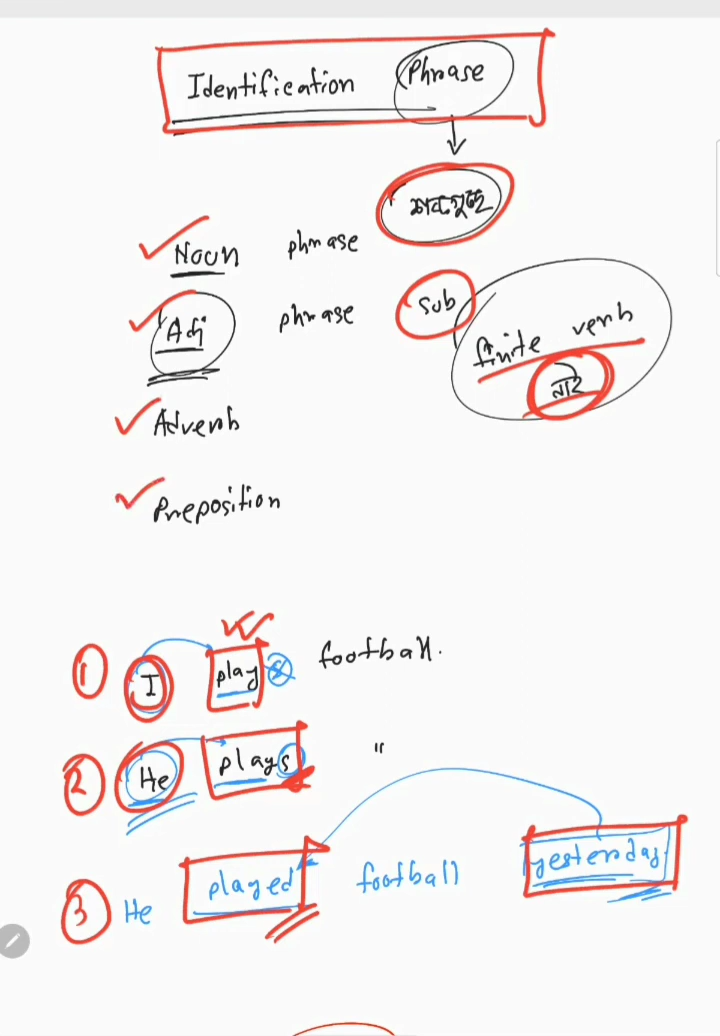 Identification Phrase
শব্দগুচ্ছ
Noun phrase
Adj phrase
sub
finite verb
নাই
Adverb
Preposition
① I play football.
② He plays "
③ He played football yesterday